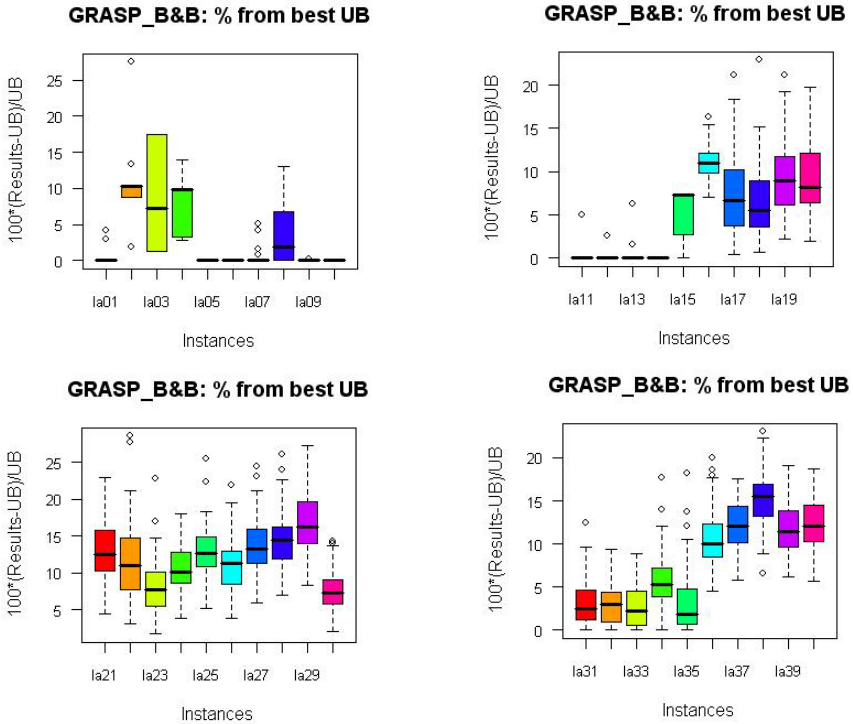 GRASP_B&B: % from best UB
100*(Results-UB)/UB
25
20
15
10
5
0
la01 la03 la05 la07 la09
Instances
GRASP_B&B: % from best UB
100*(Results-UB)/UB
20
15
10
5
0
la11 la13 la15 la17 la19
Instances
GRASP_B&B: % from best UB
100*(Results-UB)/UB
25
20
15
10
5
la21 la23 la25 la27 la29
Instances
GRASP_B&B: % from best UB
100*(Results-UB)/UB
20
15
10
5
0
la31 la33 la35 la37 la39
Instances